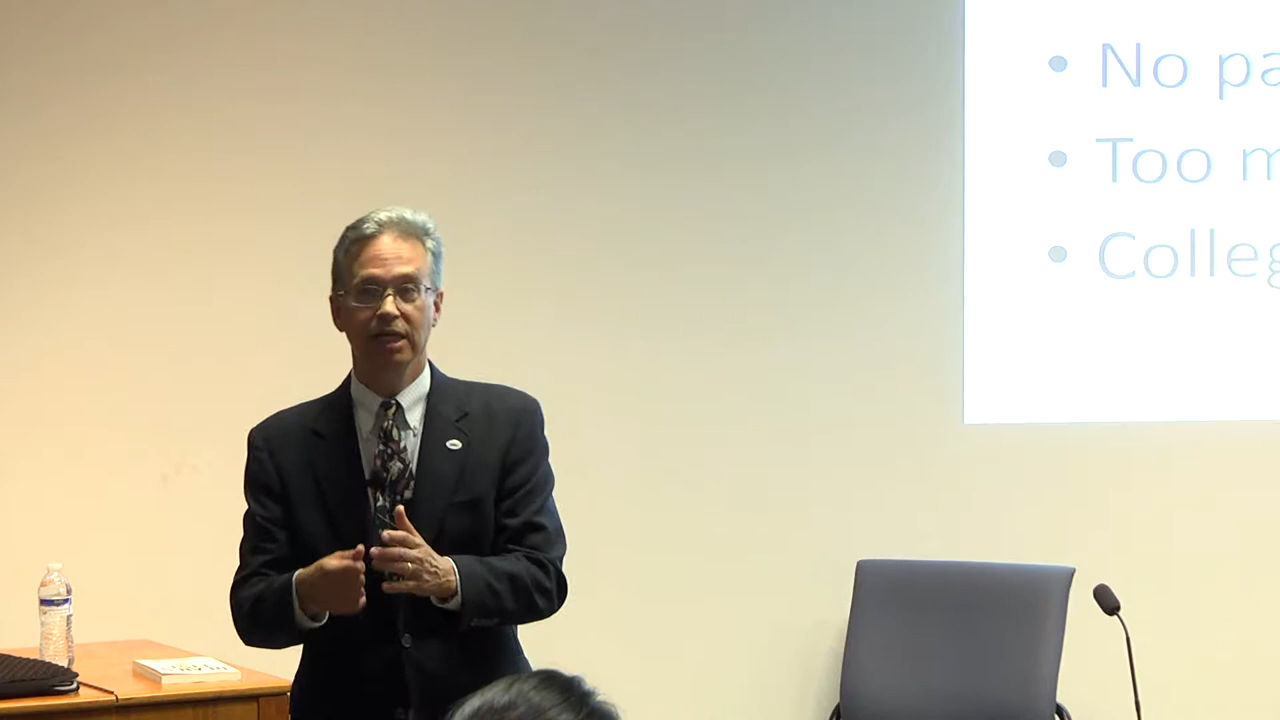 • No pa
• Too m
• Colleg